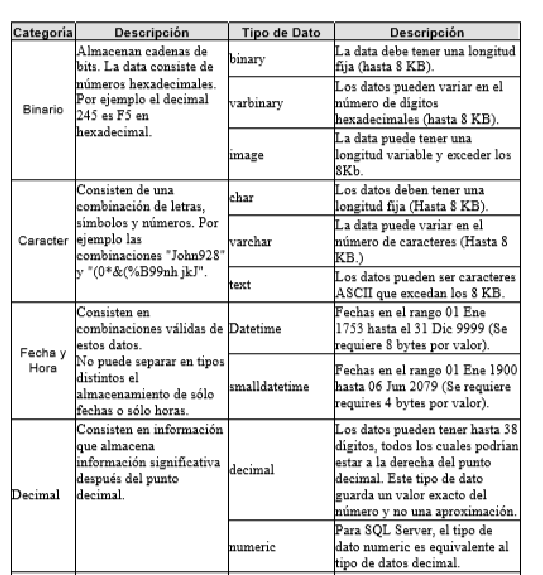 Categoría Descripción Tipo de Dato Descripción
Binario
Almacenan cadenas de
bits. La data consiste de
números hexadecimales.
Por ejemplo el decimal
245 es F5 en
hexadecimal.
binary
La data debe tener una longitud
fija (hasta 8 KB).
varbinary
Los datos pueden variar en el
número de dígitos
hexadecimales (hasta 8 KB).
image
La data puede tener una
longitud variable y exceder los
8Kb.
Caracter
Consisten de una
combinación de letras,
símbolos y números. Por
ejemplo las
combinaciones "John928"
y "(0*&(%B99nh jkJ".
char
Los datos deben tener una
longitud fija (Hasta 8 KB).
varchar
La data puede variar en el
número de caracteres (Hasta 8
KB.)
text
Los datos pueden ser caracteres
ASCII que excedan los 8 KB.
Fecha y
Hora
Consisten en
combinaciones válidas de
estos datos.
No puede separar en tipos
distintos el
almacenamiento de sólo
fechas o sólo horas.
Datetime
Fechas en el rango 01 Ene
1753 hasta el 31 Dic 9999 (Se
requiere 8 bytes por valor).
smalldatetime
Fechas en el rango 01 Ene 1900
hasta 06 Jun 2079 (Se requiere
requires 4 bytes por valor).
Decimal
Consisten en información
que almacena
información significativa
después del punto
decimal.
decimal
Los datos pueden tener hasta 38
dígitos, todos los cuales podrían
estar a la derecha del punto
decimal. Este tipo de dato
guarda un valor exacto del
número y no una aproximación.
numeric
Para SQL Server, el tipo de
dato numeric es equivalente al
tipo de datos decimal.